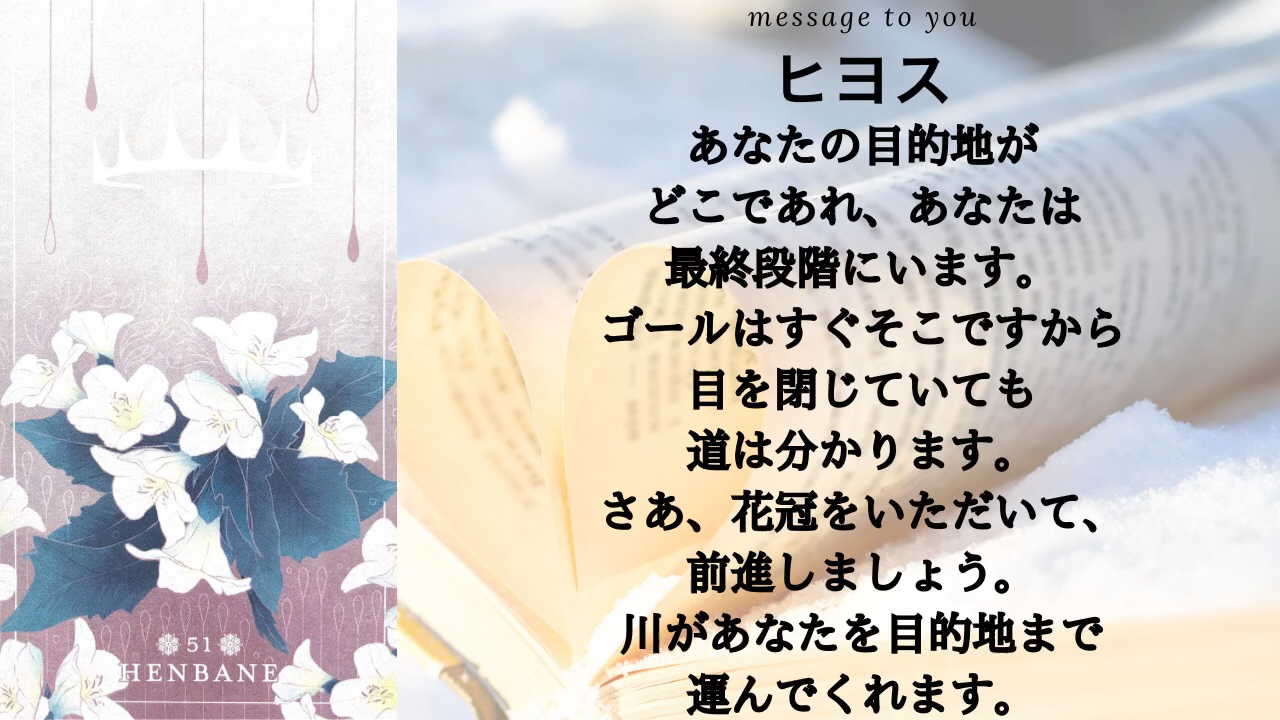 message to you
ヒヨス
あなたの目的地が
どこであれ、あなたは
最終段階にいます。
ゴールはすぐそこですから
目を閉じていても
道は分かります。
さあ、花冠をいただいて、
前進しましょう。
川があなたを目的地まで
運んでくれます。
51
HENBANE